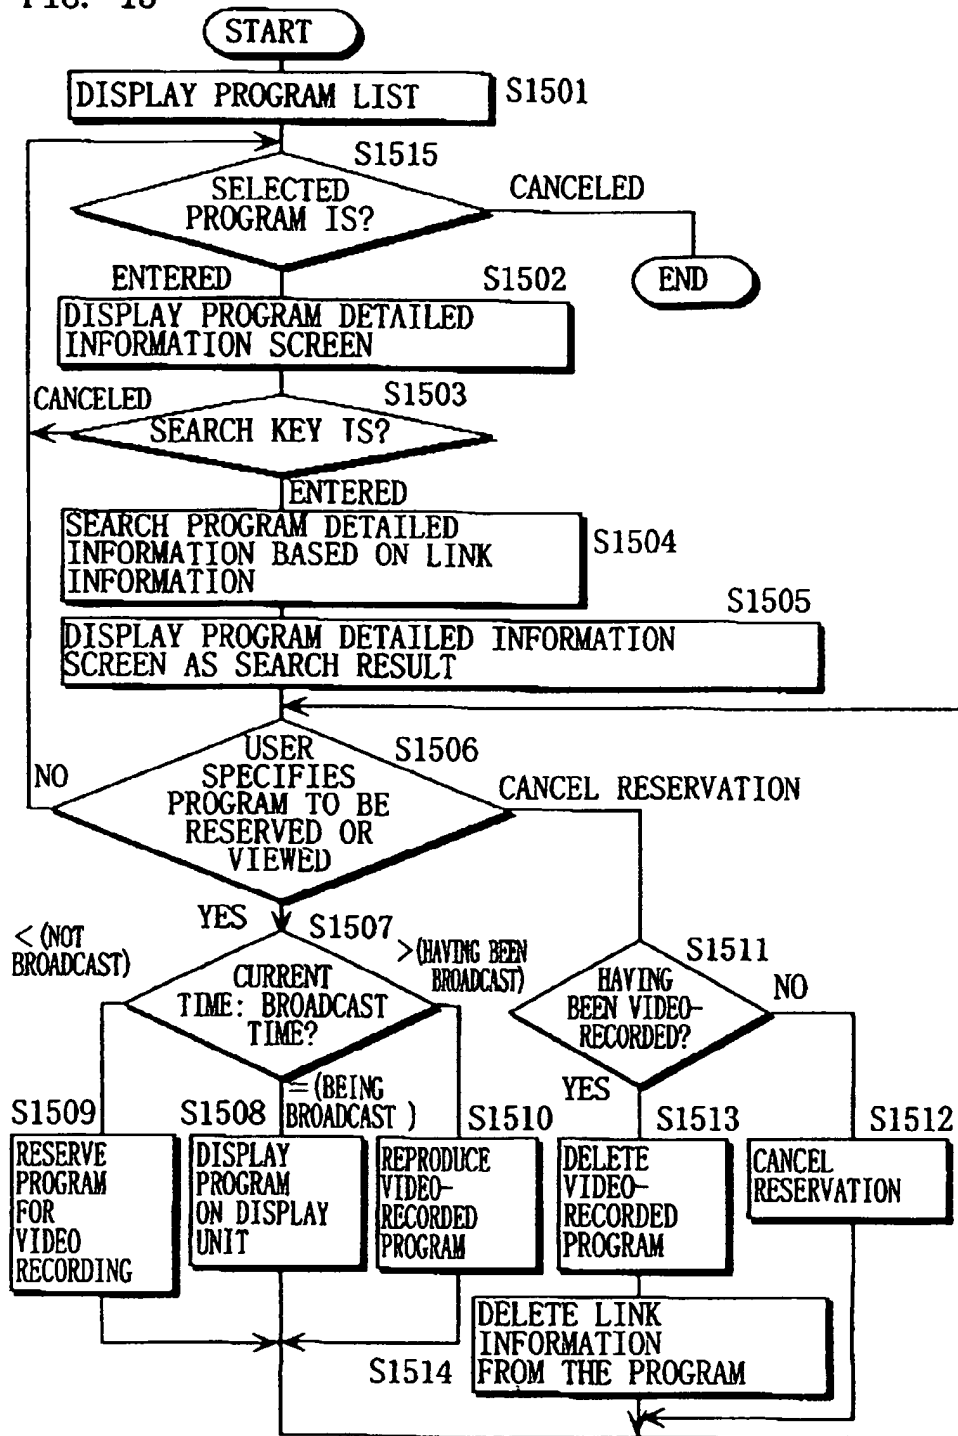 START
DISPLAY PROGRAM LIST
S1501
S1515
SELECTED
PROGRAM IS?
CANCELED
END
ENTERED
S1502
DISPLAY PROGRAM DETAILED
INFORMATION SCREEN
CANCELED
S1503
SEARCH KEY IS?
ENTERED
SEARCH PROGRAM DETAILED
INFORMATION BASED ON LINK
INFORMATION
S1504
S1505
DISPLAY PROGRAM DETAILED INFORMATION
SCREEN AS SEARCH RESULT
S1506
USER
SPECIFIES
PROGRAM TO BE
RESERVED OR
VIEWED
NO
CANCEL RESERVATION
YES
S1507
<(NOT
BROADCAST)
CURRENT
TIME: BROADCAST
TIME?
>(HAVING BEEN
BROADCAST)
S1511
HAVING
BEEN VIDEO-
RECORDED?
NO
=(BEING
BROADCAST )
YES
S1509
RESERVE
PROGRAM
FOR
VIDEO
RECORDING
S1508
DISPLAY
PROGRAM
ON DISPLAY
UNIT
S1510
REPRODUCE
VIDEO-
RECORDED
PROGRAM
S1513
DELETE
VIDEO-
RECORDED
PROGRAM
S1512
CANCEL
RESERVATION
S1514
DELETE LINK
INFORMATION
FROM THE PROGRAM